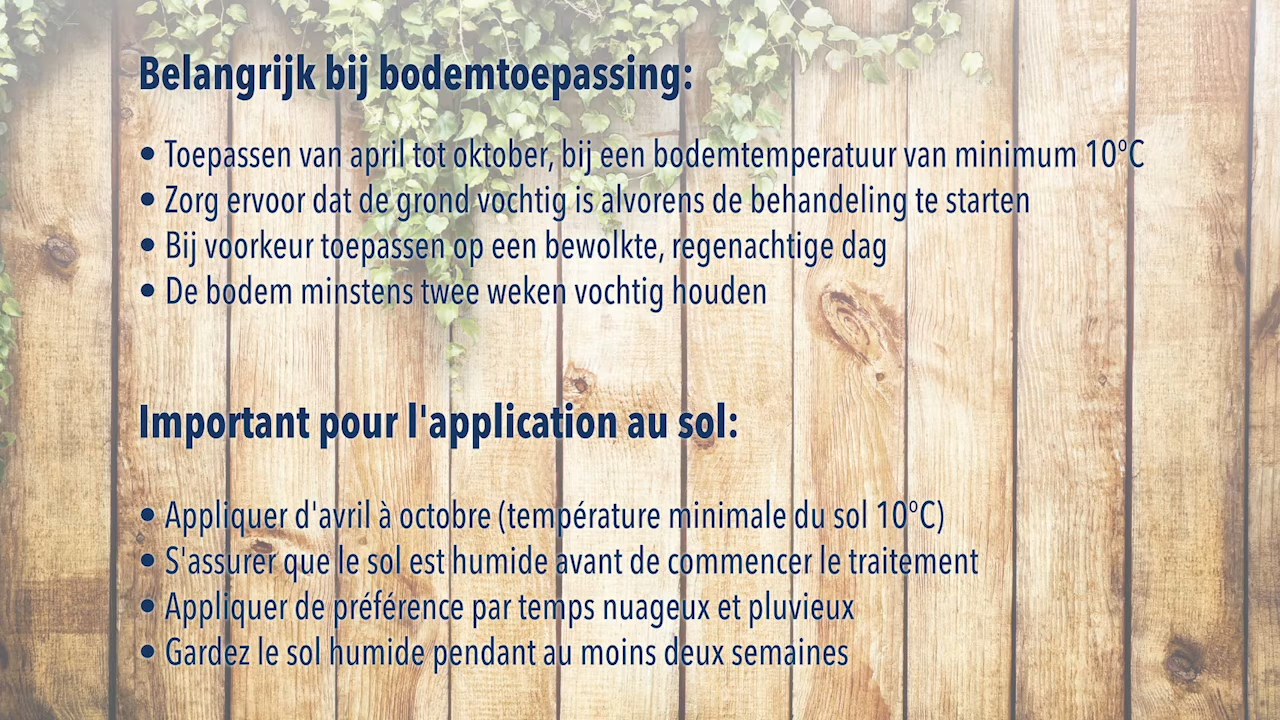 Belangrijk bij bodemtoepassing:
• Toepassen van april tot oktober, bij een bodemtemperatuur van minimum 10°C
• Zorg ervoor dat de grond vochtig is alvorens de behandeling te starten
• Bij voorkeur toepassen op een bewolkte, regenachtige dag
• De bodem minstens twee weken vochtig houden
Important pour l'application au sol:
• Appliquer d'avril à octobre (température minimale du sol 10°C)
• S'assurer que le sol est humide avant de commencer le traitement
• Appliquer de préférence par temps nuageux et pluvieux
• Gardez le sol humide pendant au moins deux semaines